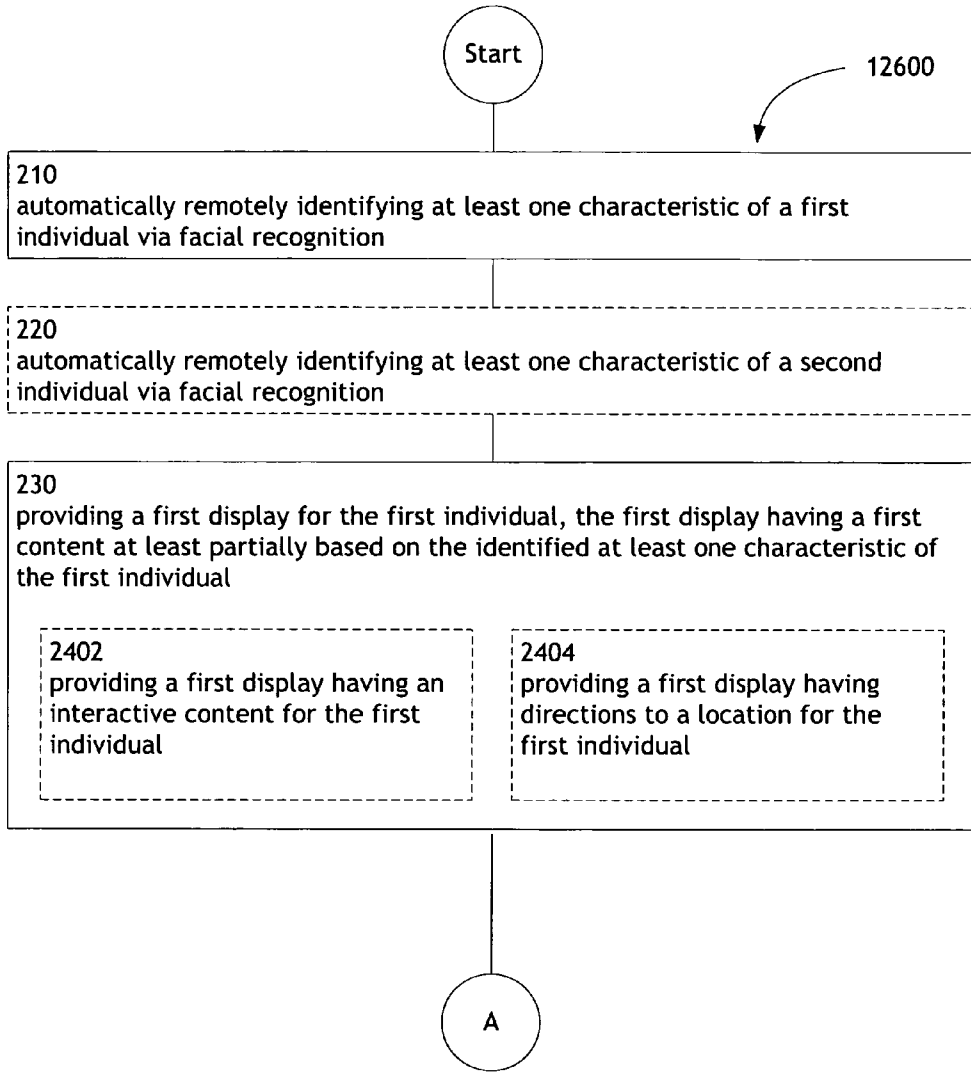 Start
12600
210
automatically remotely identifying at least one characteristic of a first
individual via facial recognition
220
automatically remotely identifying at least one characteristic of a second
individual via facial recognition
230
providing a first display for the first individual, the first display having a first
content at least partially based on the identified at least one characteristic of
the first individual
2402
providing a first display having an
interactive content for the first
individual
2404
providing a first display having
directions to a location for the
first individual
A